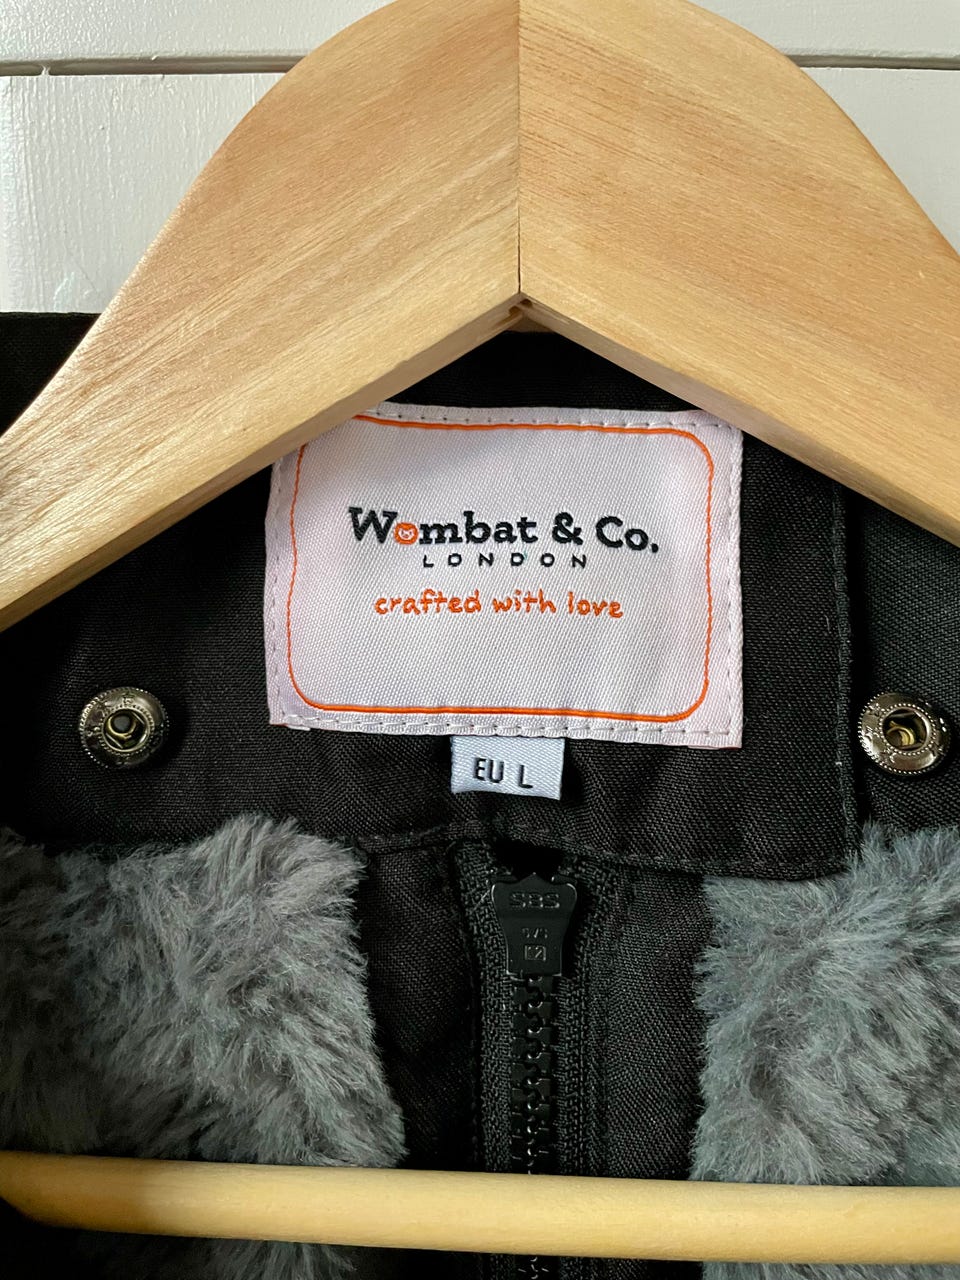 Wombat & Co.
LONDON
crafted with love
EU L
SBS